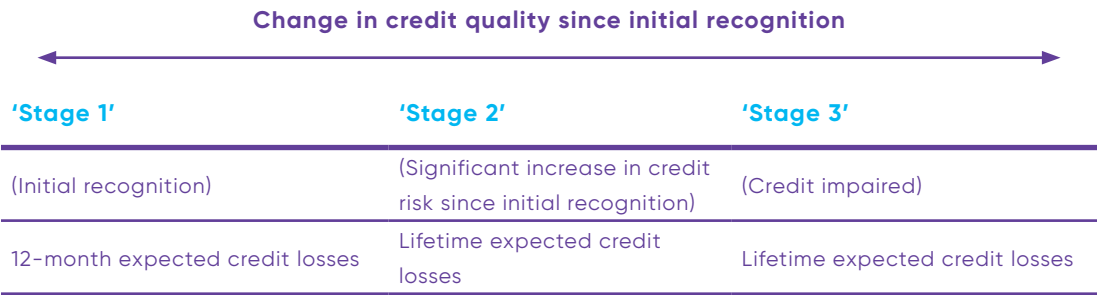 Change in credit quality since initial recognition
‘Stage 1’
‘Stage 2’
‘Stage 3’
(Initial recognition)
(Significant increase in credit
risk since initial recognition)
(Credit impaired)
12-month expected credit losses
Lifetime expected credit
losses
Lifetime expected credit losses